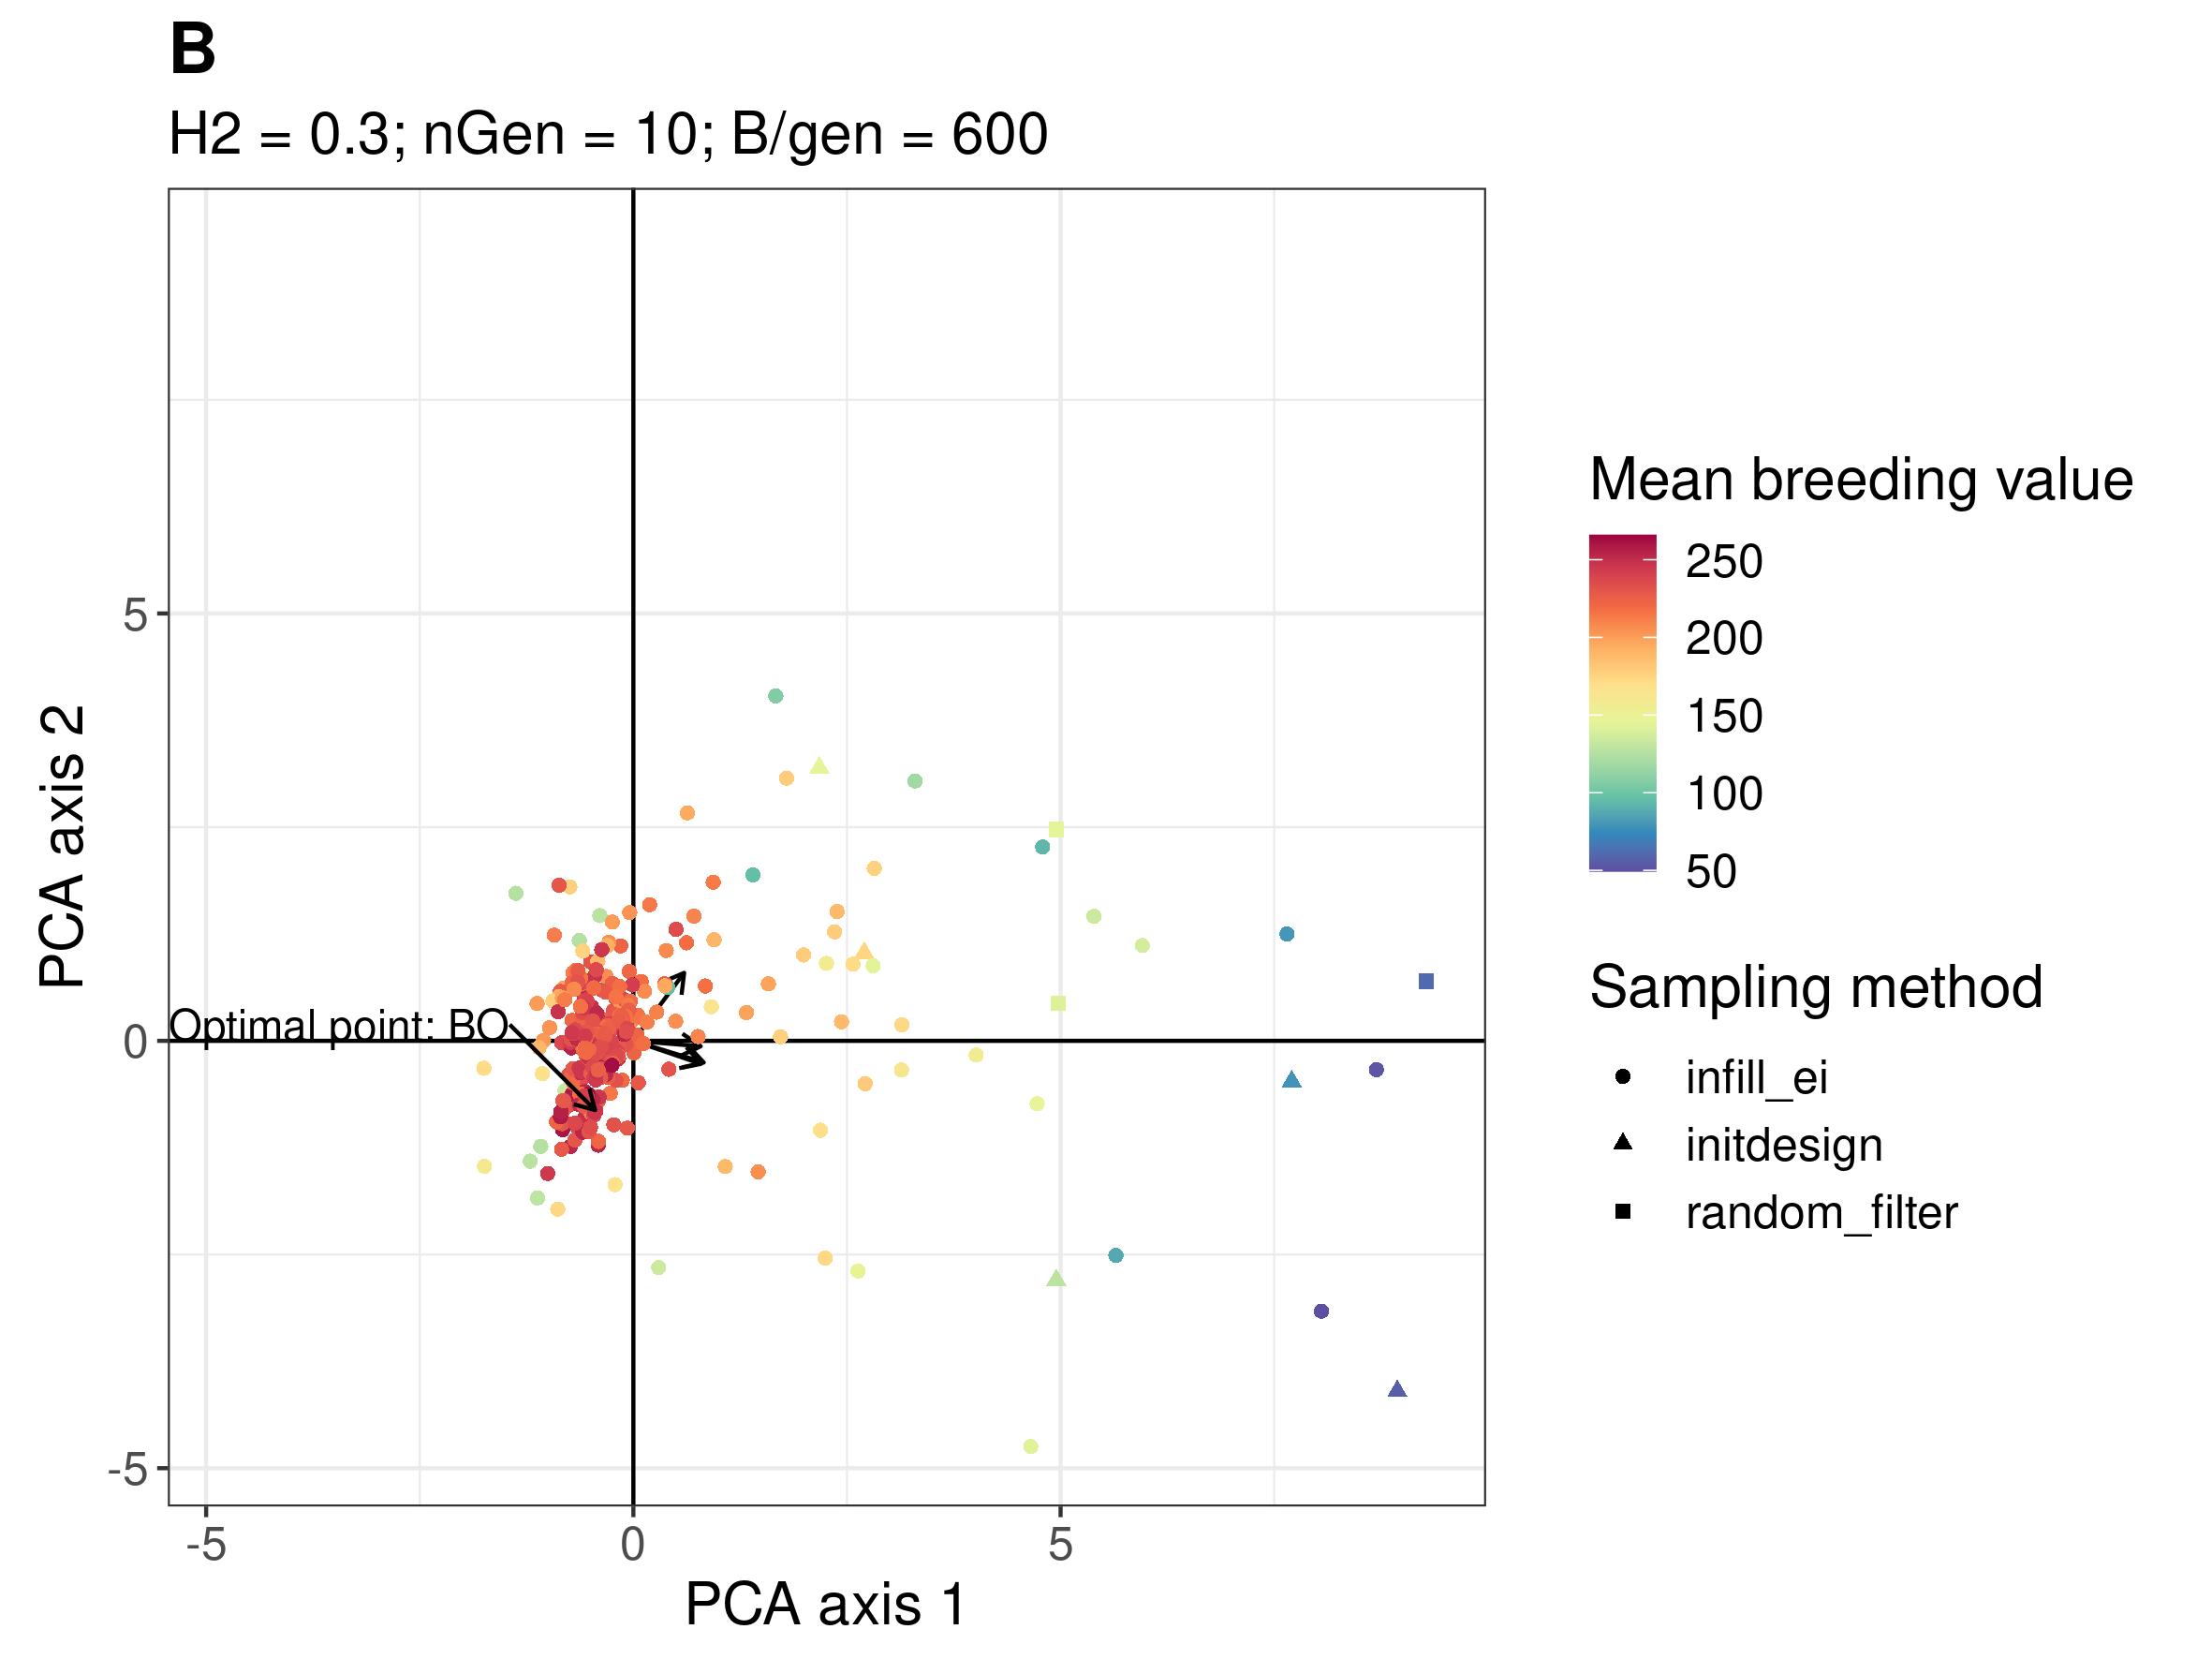 B
H2 = 0.3; nGen = 10; B/gen = 600
Mean breeding value
250
200
150
100
50
Sampling method
infill_ei
initdesign
random_filter
PCA axis 2
5
0
-5
Optimal point: BO
-5
0
5
PCA axis 1